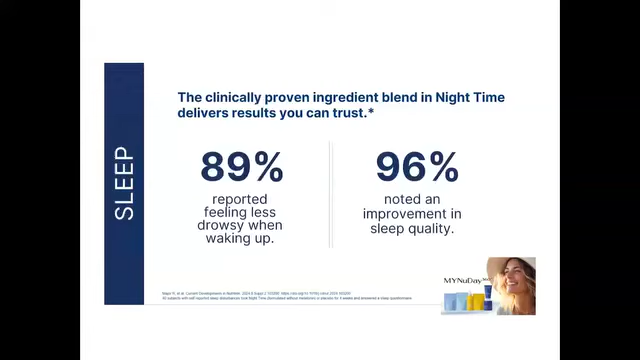 SLEEP
The clinically proven ingredient blend in Night Time
delivers results you can trust.*
89%
reported
feeling less
drowsy when
waking up.
96%
noted an
improvement in
sleep quality.
MYNuDay